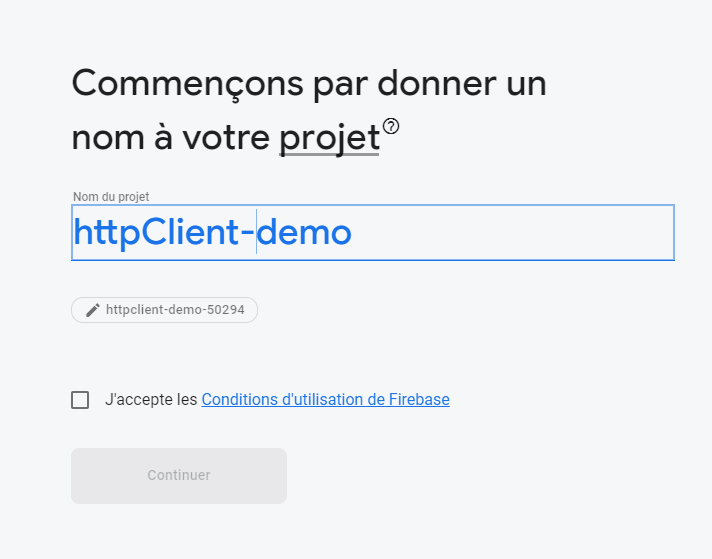 Commençons par donner un
nom à votre projet
Nom du projet
httpClient-demo
httpclient-demo-50294
J'accepte les Conditions d'utilisation de Firebase
Continuer